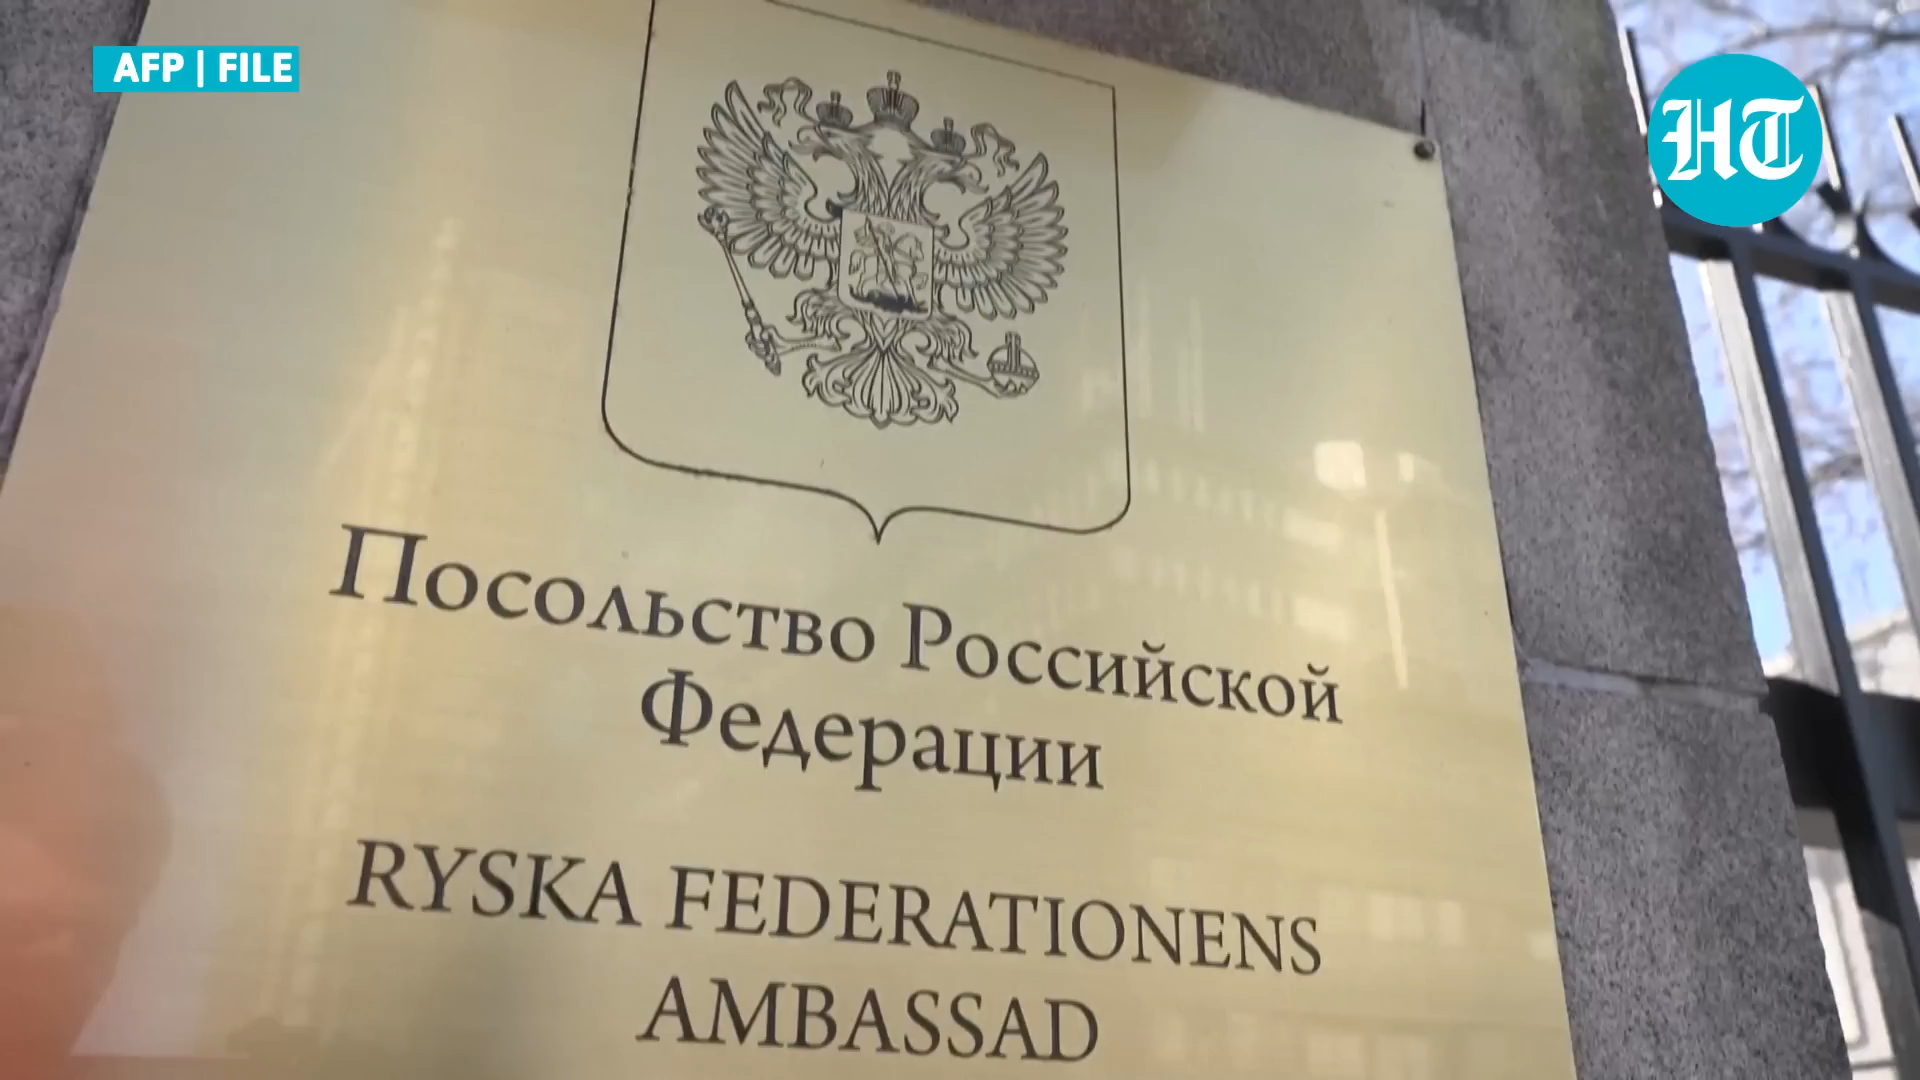 AFP | FILE
HT
Посольство Российской
Федерации
RYSKA FEDERATIONENS
AMBASSAD